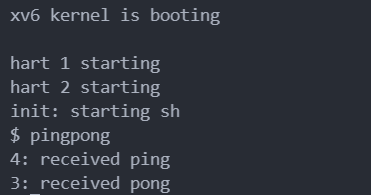 xv6 kernel is booting
hart 1 starting
hart 2 starting
init: starting sh
$ pingpong
4: received ping
3: received pong